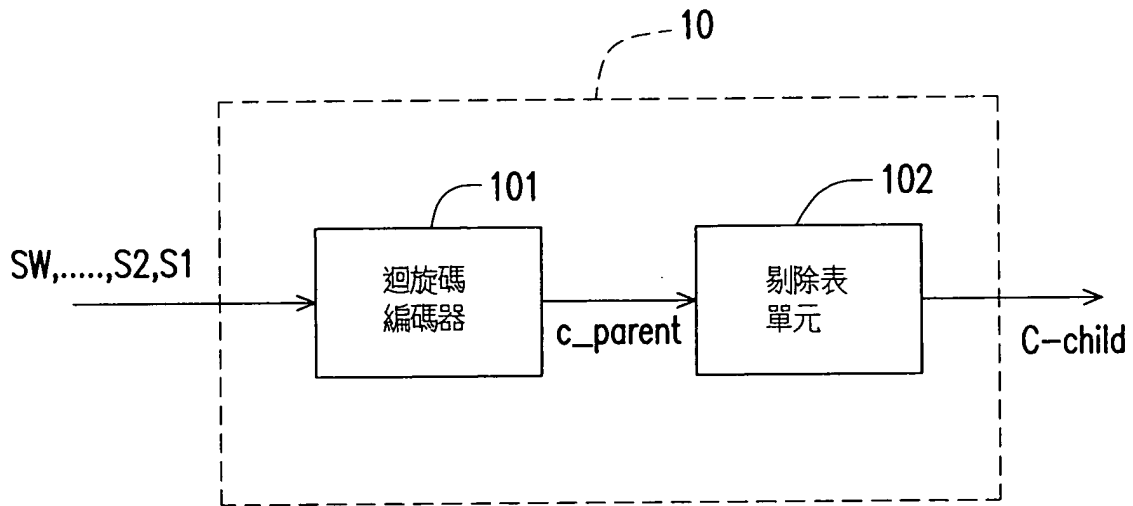 10
101
102
SW,.....,S2,S1
迴旋碼
編碼器
c_parent
剔除表
單元
C-child